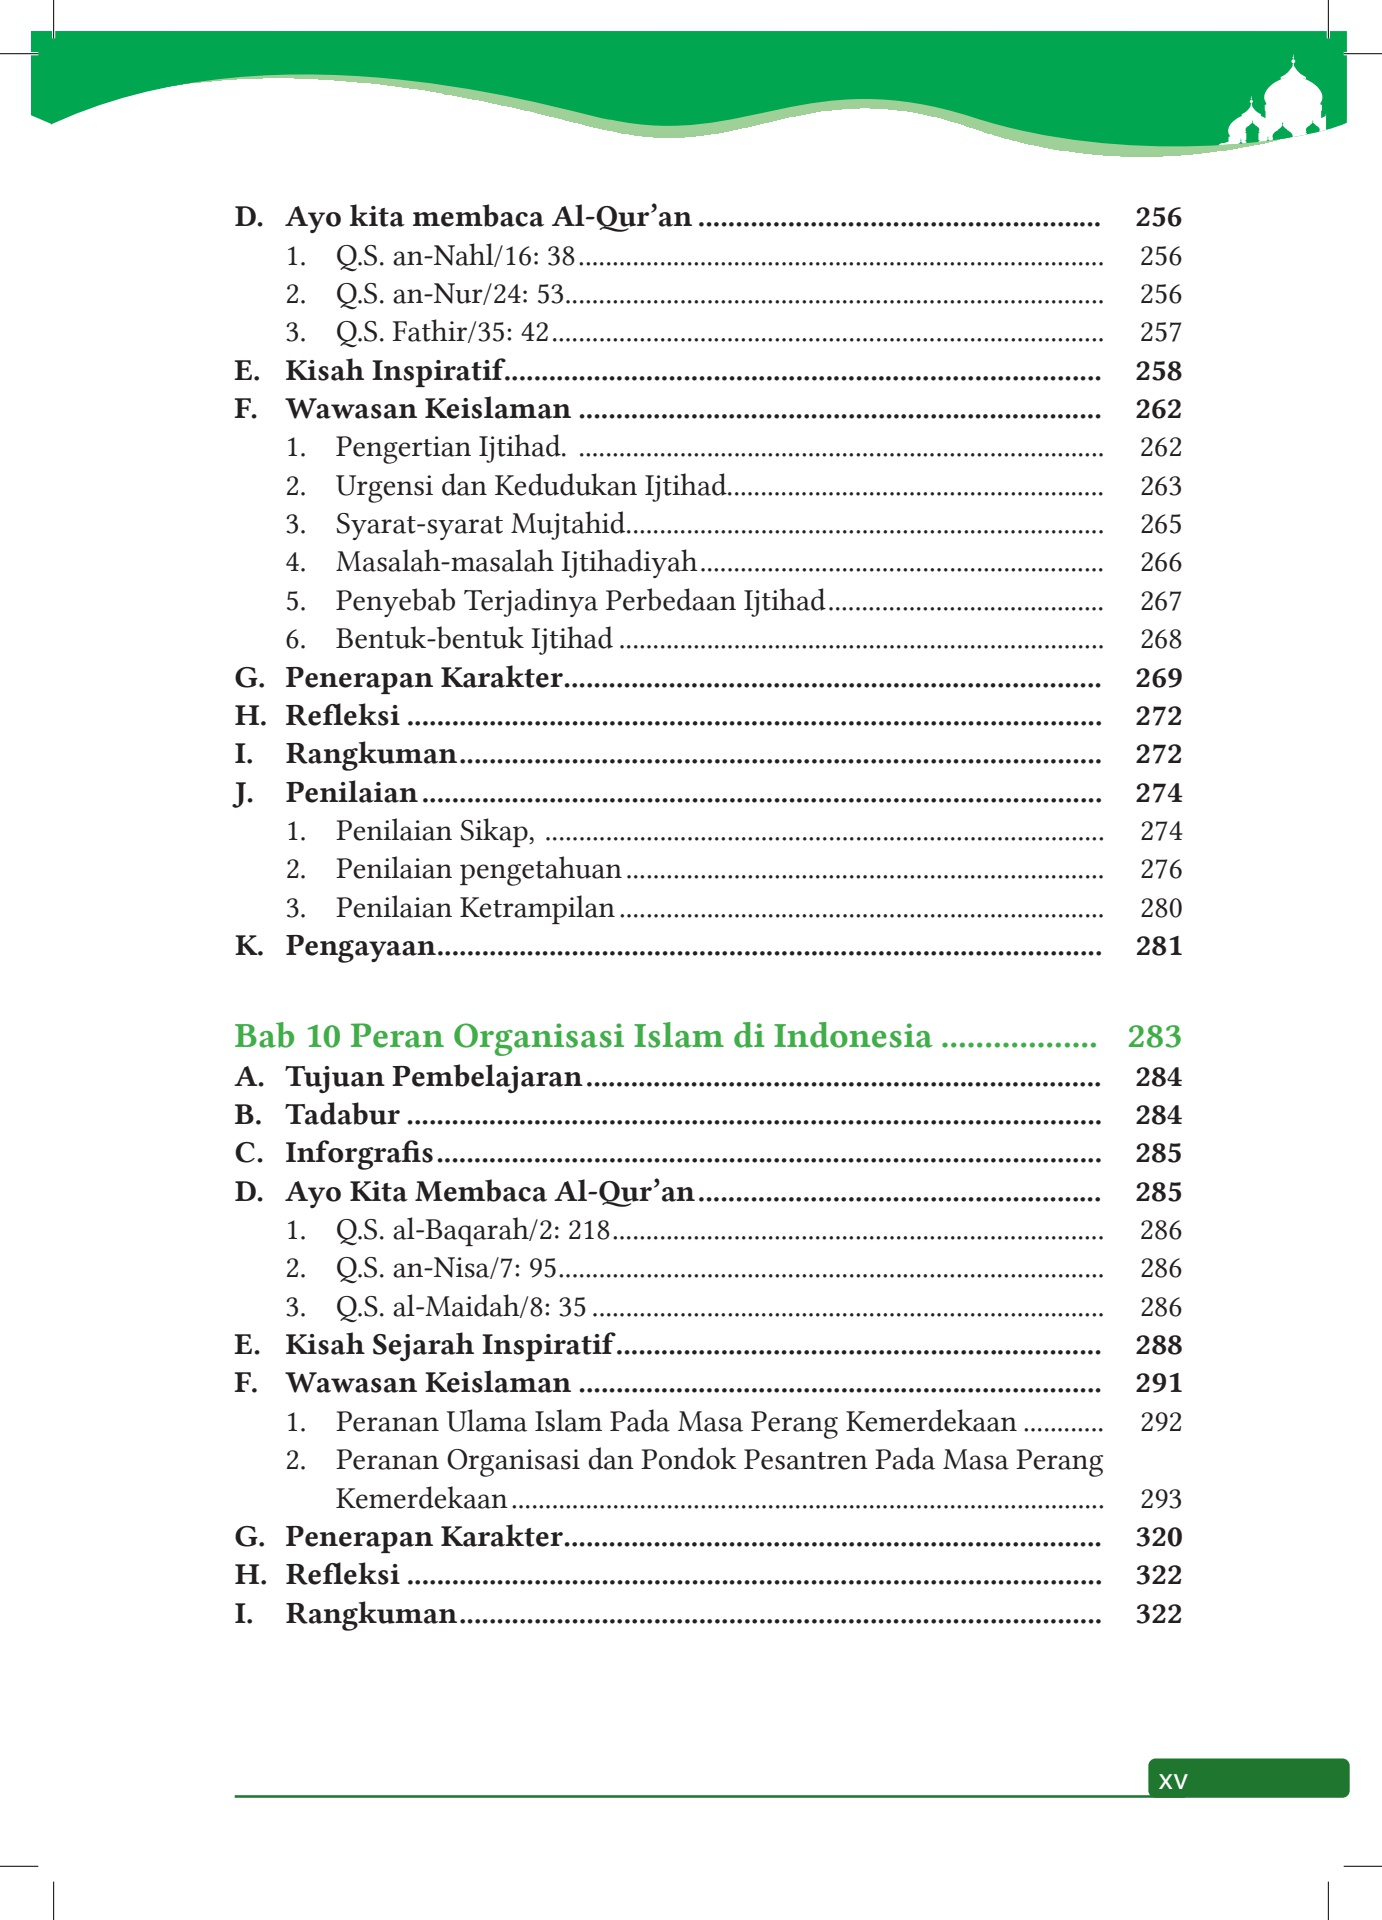 D. Ayo kita membaca Al-Qur’an ...................................................... 256
1. Q.S. an-Nahl/16: 38.............................................................................. 256
2. Q.S. an-Nur/24: 53................................................................................ 256
3. Q.S. Fathir/35: 42.................................................................................. 257
E. Kisah Inspiratif................................................................................ 258
F. Wawasan Keislaman ...................................................................... 262
1. Pengertian Ijtihad. .............................................................................. 262
2. Urgensi dan Kedudukan Ijtihad........................................................ 263
3. Syarat-syarat Mujtahid....................................................................... 265
4. Masalah-masalah Ijtihadiyah............................................................ 266
5. Penyebab Terjadinya Perbedaan Ijtihad......................................... 267
6. Bentuk-bentuk Ijtihad ........................................................................ 268
G. Penerapan Karakter........................................................................ 269
H. Refleksi ............................................................................................. 272
I. Rangkuman...................................................................................... 272
J. Penilaian ........................................................................................... 274
1. Penilaian Sikap, ................................................................................... 274
2. Penilaian pengetahuan ....................................................................... 276
3. Penilaian Ketrampilan ........................................................................ 280
K. Pengayaan......................................................................................... 281
Bab 10 Peran Organisasi Islam di Indonesia .................. 283
A. Tujuan Pembelajaran..................................................................... 284
B. Tadabur ............................................................................................. 284
C. Inforgrafis......................................................................................... 285
D. Ayo Kita Membaca Al-Qur’an...................................................... 285
1. Q.S. al-Baqarah/2: 218......................................................................... 286
2. Q.S. an-Nisa/7: 95................................................................................. 286
3. Q.S. al-Maidah/8: 35 ............................................................................ 286
E. Kisah Sejarah Inspiratif................................................................. 288
F. Wawasan Keislaman ...................................................................... 291
1. Peranan Ulama Islam Pada Masa Perang Kemerdekaan ............ 292
2. Peranan Organisasi dan Pondok Pesantren Pada Masa Perang
Kemerdekaan........................................................................................ 293
G. Penerapan Karakter........................................................................ 320
H. Refleksi ............................................................................................. 322
I. Rangkuman...................................................................................... 322
xv